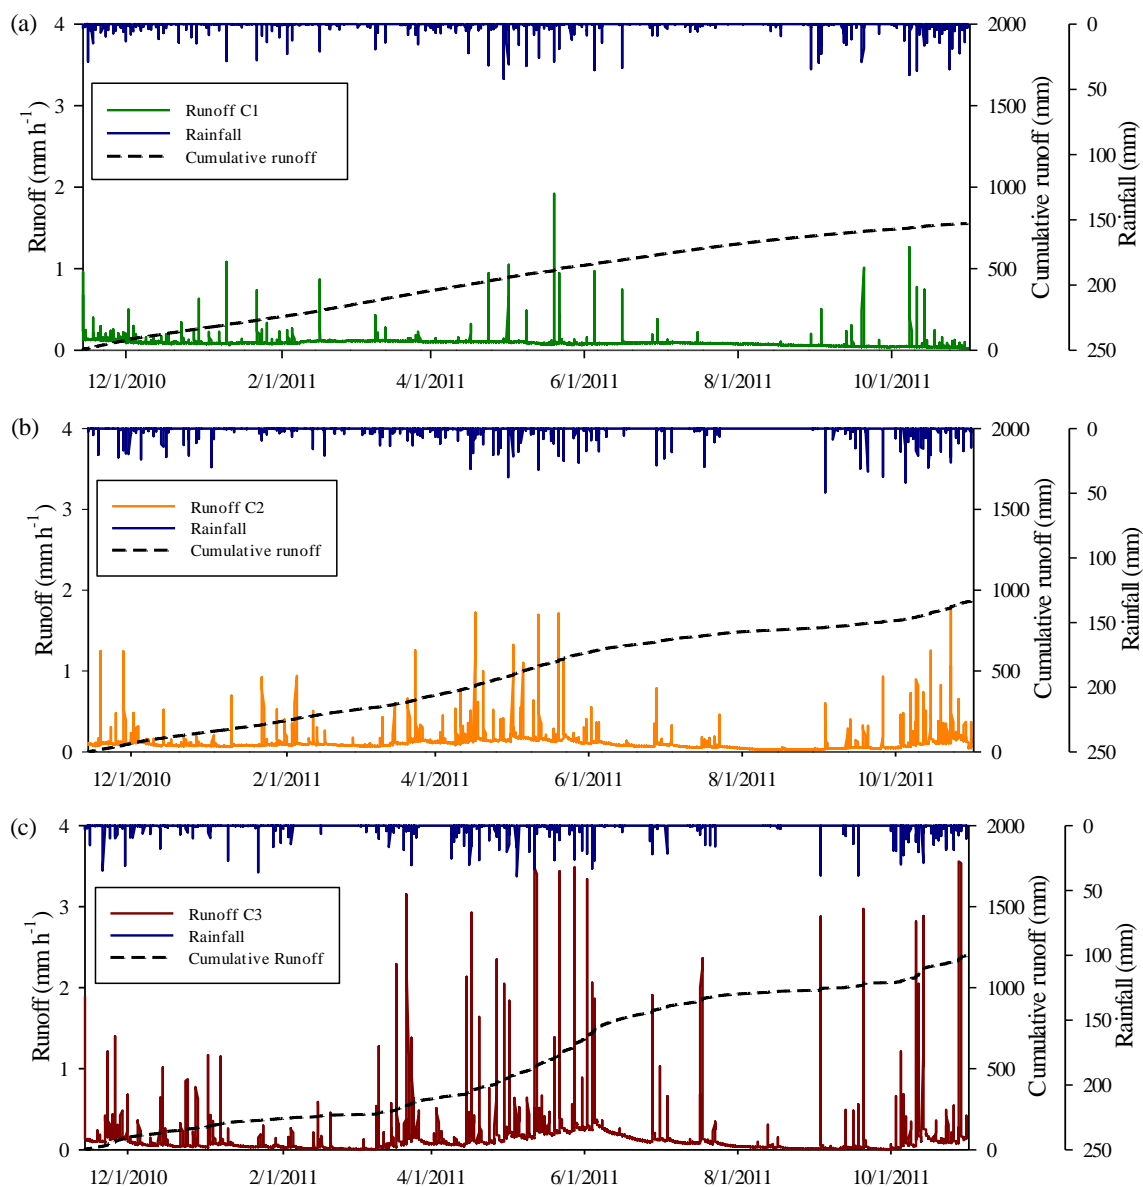 (a)
4
3
2
1
0
Runoff (mm h-1)
Runoff C1
Rainfall
Cumulative runoff
2000
1500
1000
500
0
Cumulative runoff (mm)
0
50
100
150
200
250
Rainfall (mm)
12/1/2010 2/1/2011 4/1/2011 6/1/2011 8/1/2011 10/1/2011
(b)
4
3
2
1
0
Runoff (mm h-1)
Runoff C2
Rainfall
Cumulative runoff
2000
1500
1000
500
0
Cumulative runoff (mm)
0
50
100
150
200
250
Rainfall (mm)
12/1/2010 2/1/2011 4/1/2011 6/1/2011 8/1/2011 10/1/2011
(c)
4
3
2
1
0
Runoff (mm h-1)
Runoff C3
Rainfall
Cumulative Runoff
2000
1500
1000
500
0
Cumulative runoff (mm)
0
50
100
150
200
250
Rainfall (mm)
12/1/2010 2/1/2011 4/1/2011 6/1/2011 8/1/2011 10/1/2011